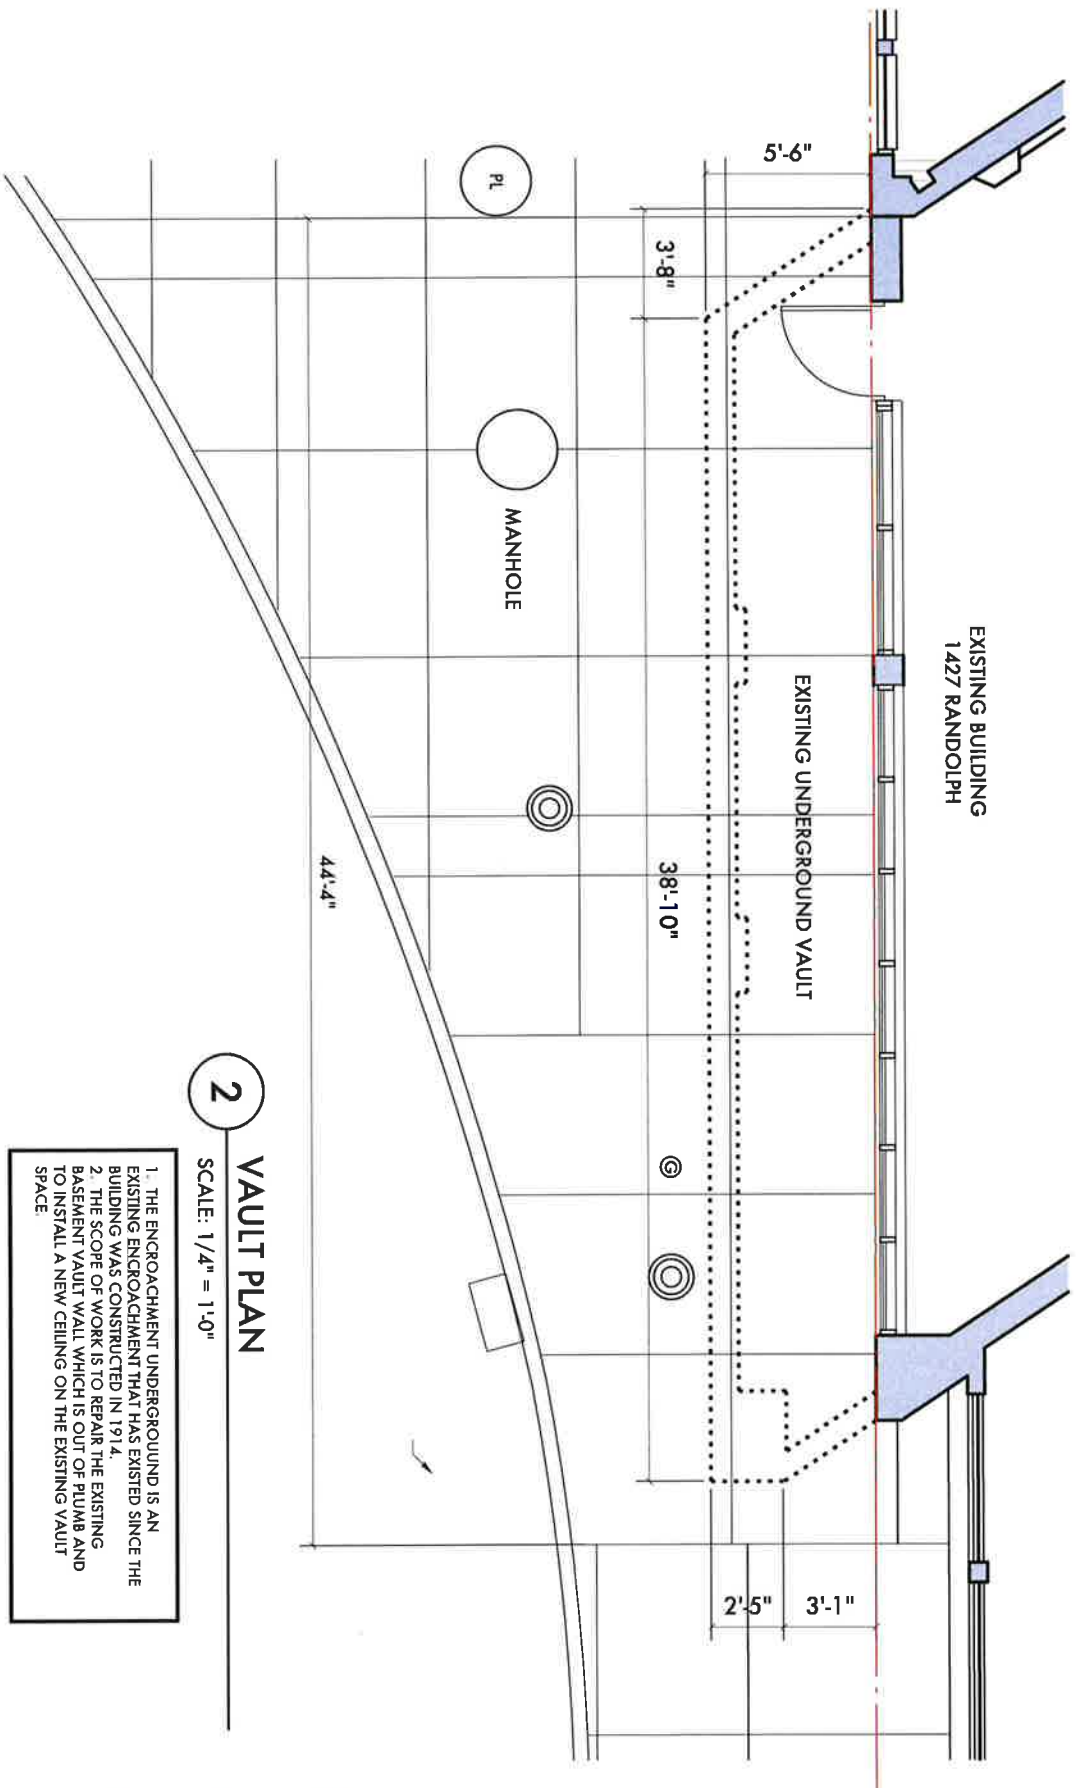 EXISTING BUILDING
1427 RANDOLPH
5'-6"
3'-8"
PL
MANHOLE
EXISTING UNDERGROUND VAULT
38'-10"
44'-4"
G
2'-5"
3'-1"
2
VAULT PLAN
SCALE: 1/4" = 1'-0"
1. THE ENCROACHMENT UNDERGROUUND IS AN
EXISTING ENCROACHMENT THAT HAS EXISTED SINCE THE
BUILDING WAS CONSTRUCTED IN 1914.
2. THE SCOPE OF WORK IS TO REPAIR THE EXISTING
BASEMENT VAULT WALL WHICH IS OUT OF PLUMB AND
TO INSTALL A NEW CEILING ON THE EXISTING VAULT
SPACE.